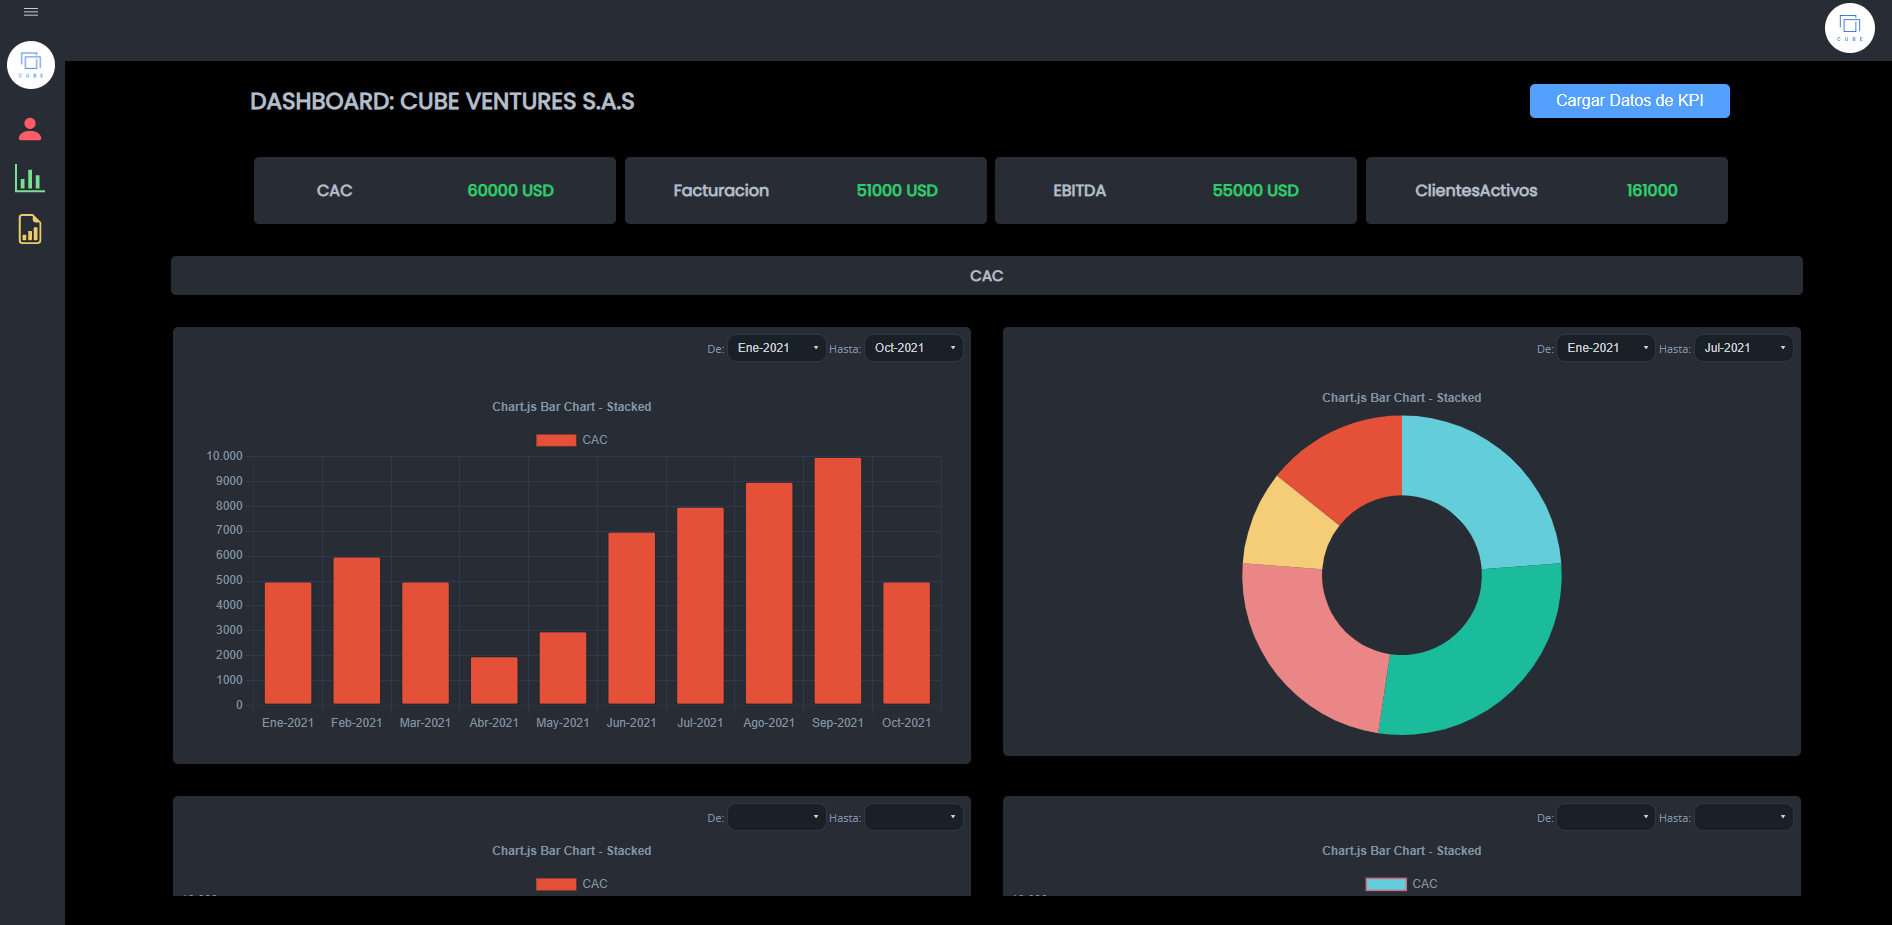 CUBE
CUBE
DASHBOARD: CUBE VENTURES S.A.S
Cargar Datos de KPI
CAC 60000 USD
Facturacion 51000 USD
EBITDA 55000 USD
ClientesActivos 161000
CAC
De: Ene-2021 Hasta: Oct-2021
Chart.js Bar Chart - Stacked
CAC
10.000
9000
8000
7000
6000
5000
4000
3000
2000
1000
0
Ene-2021 Feb-2021 Mar-2021 Abr-2021 May-2021 Jun-2021 Jul-2021 Ago-2021 Sep-2021 Oct-2021
De: Ene-2021 Hasta: Jul-2021
Chart.js Bar Chart - Stacked
De: Hasta:
Chart.js Bar Chart - Stacked
CAC
De: Hasta:
Chart.js Bar Chart - Stacked
CAC